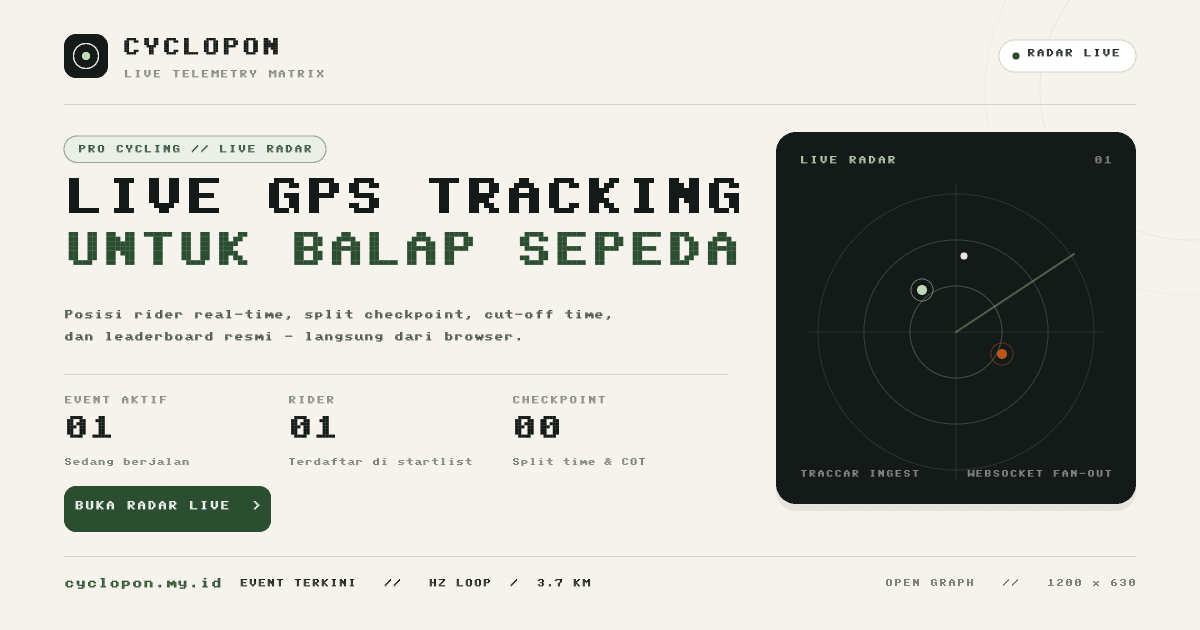 CYCLOPON
LIVE TELEMETRY MATRIX
RADAR LIVE
PRO CYCLING // LIVE RADAR
LIVE GPS TRACKING
UNTUK BALAP SEPEDA
Posisi rider real-time, split checkpoint, cut-off time,
dan leaderboard resmi - langsung dari browser.
EVENT AKTIF
01
Sedang berjalan
RIDER
01
Terdaftar di startlist
CHECKPOINT
00
Split time & COT
BUKA RADAR LIVE >
LIVE RADAR
01
TRACCAR INGEST
WEBSOCKET FAN-OUT
cyclopon.my.id
EVENT TERKINI // HZ LOOP / 3.7 KM
OPEN GRAPH // 1200 x 630